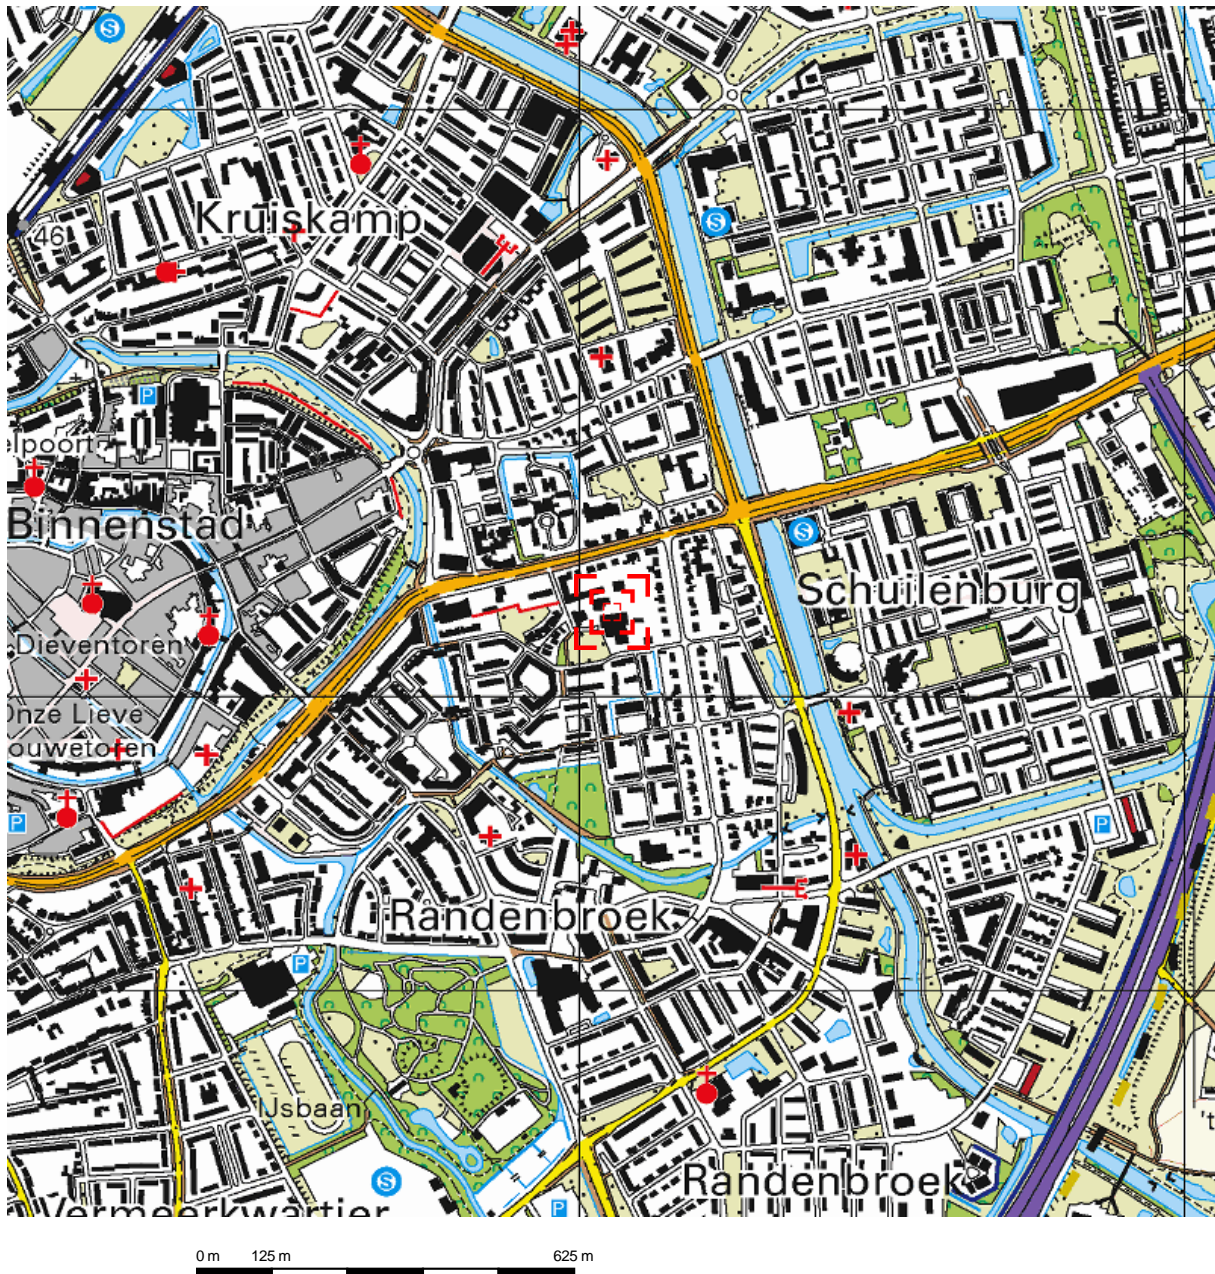 S
Kruiskamp
46
S
P
elpoort
Binnenstad
S
Schuilenburg
Dieventoren
Onze Lieve
ouwetoren
P
P
Randenbroek
P
IJsbaan
't
S
Randenbroek
P
Vermeerkwartier
0 m 125 m 625 m